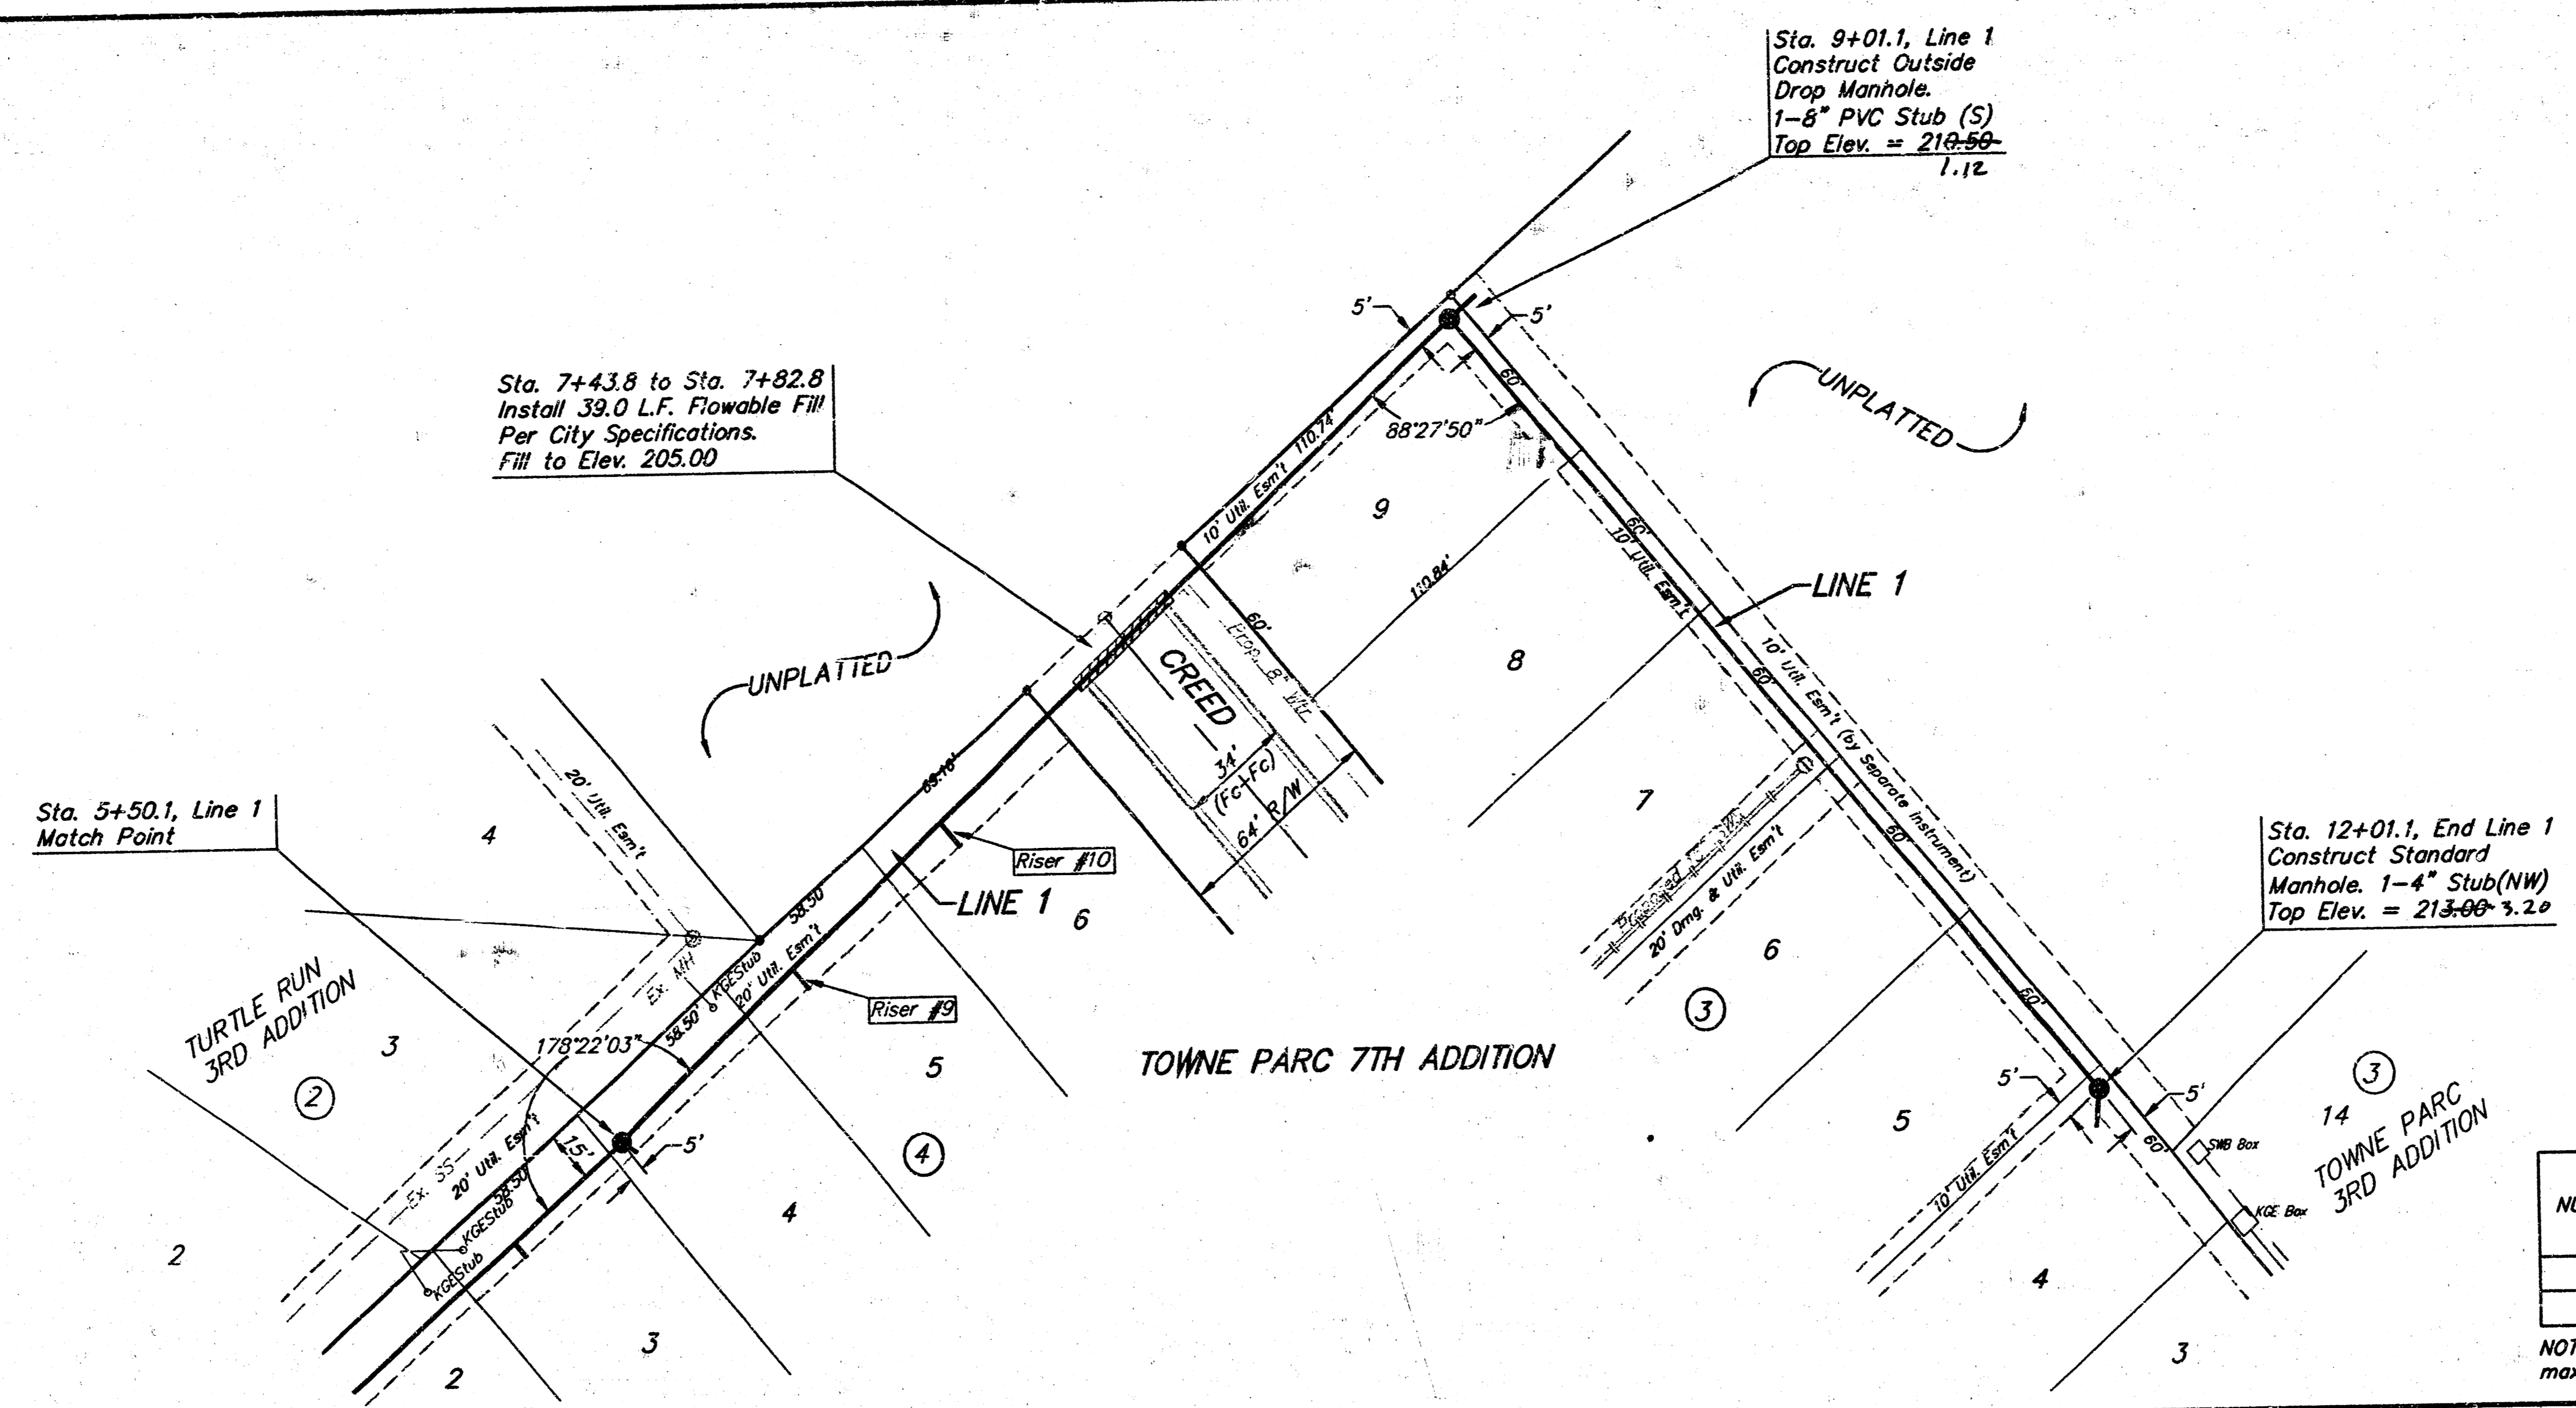 Sta. 9+01.1, Line 1
Construct Outside
Drop Manhole.
1-8" PVC Stub (S)
Top Elev. = 210.50
1.12
5'
5'
Sta. 7+43.8 to Sta. 7+82.8
Install 39.0 L.F. Flowable Fill
Per City Specifications.
Fill to Elev. 205.00
UNPLATTED
60'
110.74'
88°27'50"
10' Util. Esm't
9
60'
10' Util. Esm't
LINE 1
110.84'
8
60'
Prop. 8" Wtr.
CREED
UNPLATTED
60'
10' Util. Esm't (by Separate Instrument)
34'
(Fc-Fc)
64' R/W
20' Util. Esm't
Sta. 5+50.1, Line 1
Match Point
4
7
60'
20' Drng. & Util. Esm't
Sta. 12+01.1, End Line 1
Construct Standard
Manhole. 1-4" Stub(NW)
Top Elev. = 213.00 3.20
Riser #10
LINE 1
58.50'
6
20' Util. Esm't
Ex. MH
KGEStub
6
TURTLE RUN
3RD ADDITION
Riser #9
3
60'
58.50'
178°22'03"
3
2
5
TOWNE PARC 7TH ADDITION
5'
5'
3
14
TOWNE PARC
3RD ADDITION
5
15'
5'
4
60'
SWB Box
Ex. SS
20' Util. Esm't
58.50'
10' Util. Esm't
4
KGE Box
KGEStub
KGEStub
2
4
3
2
3
NOT
max